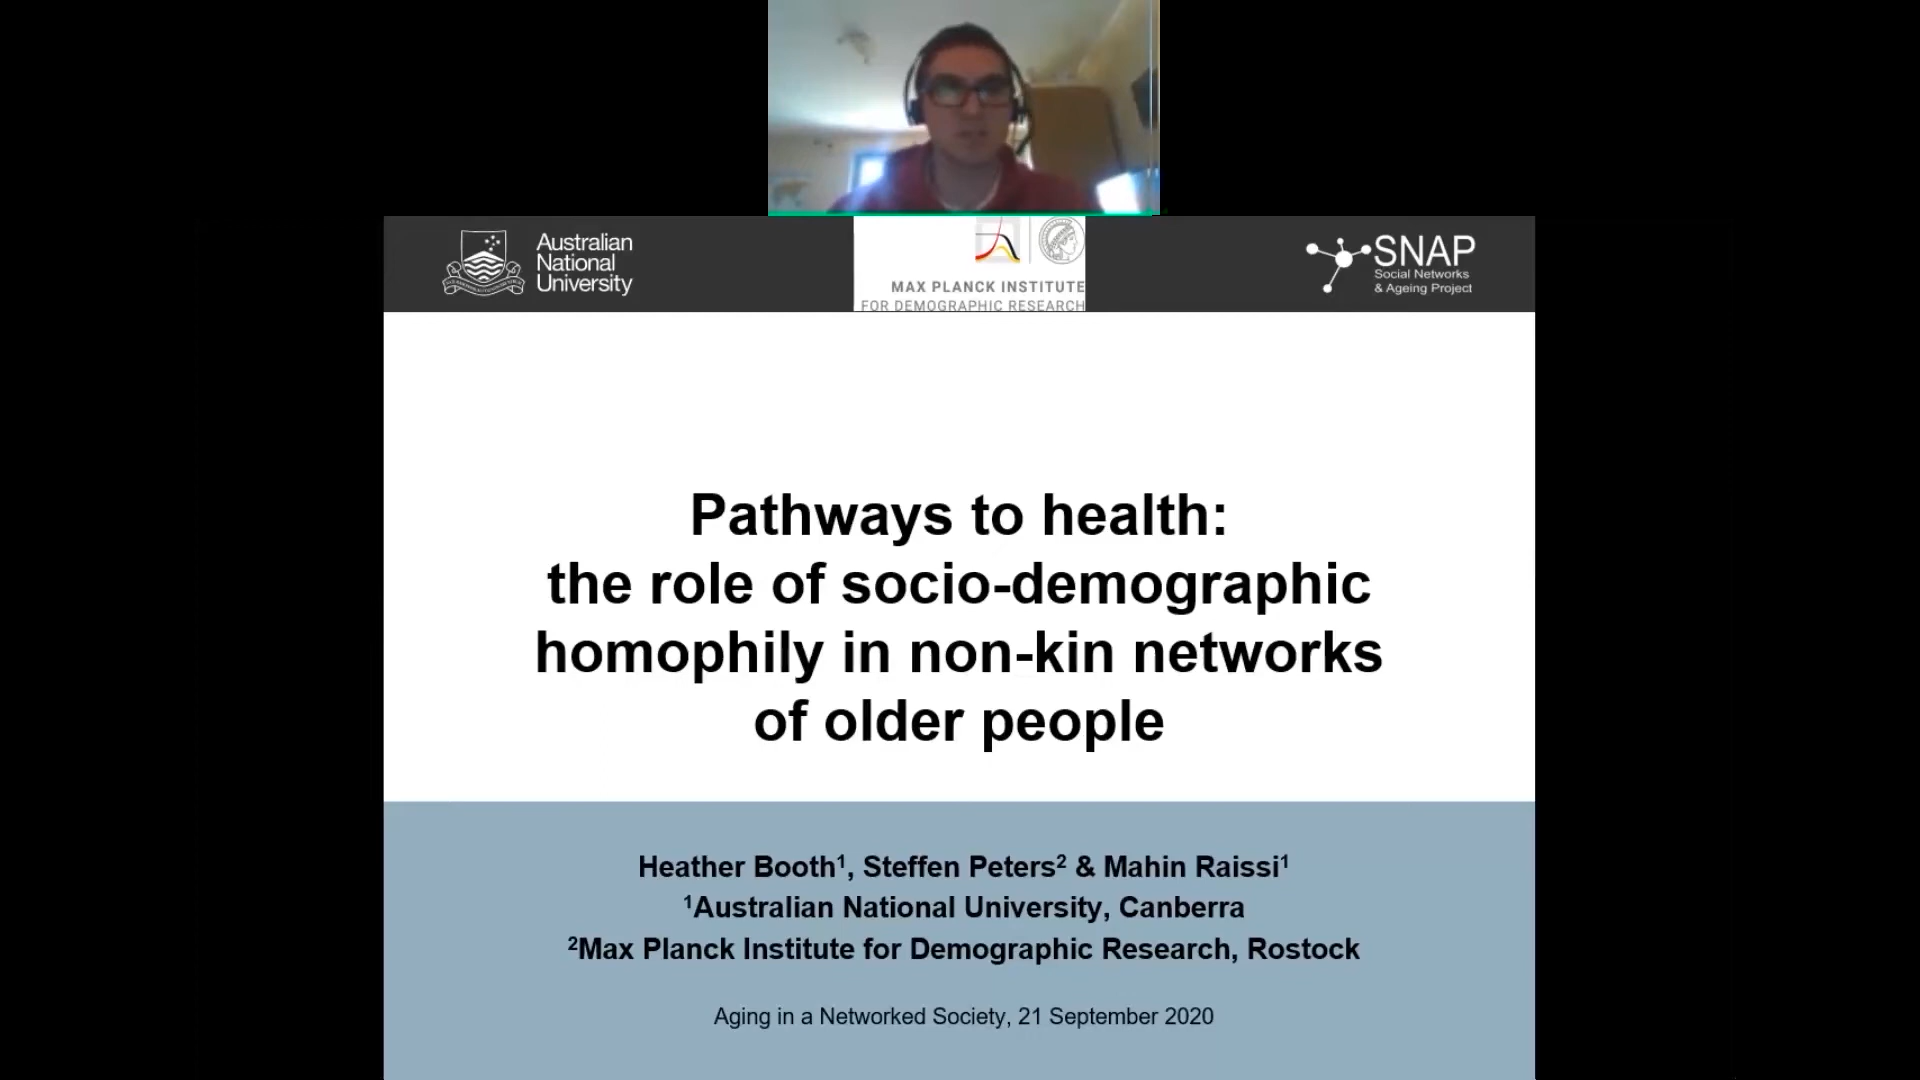 Australian
National
University
MAX PLANCK INSTITUTE
FOR DEMOGRAPHIC RESEARCH
SNAP
Social Networks
& Ageing Project
Pathways to health:
the role of socio-demographic
homophily in non-kin networks
of older people
Heather Booth¹, Steffen Peters² & Mahin Raissi¹
¹Australian National University, Canberra
²Max Planck Institute for Demographic Research, Rostock
Aging in a Networked Society, 21 September 2020